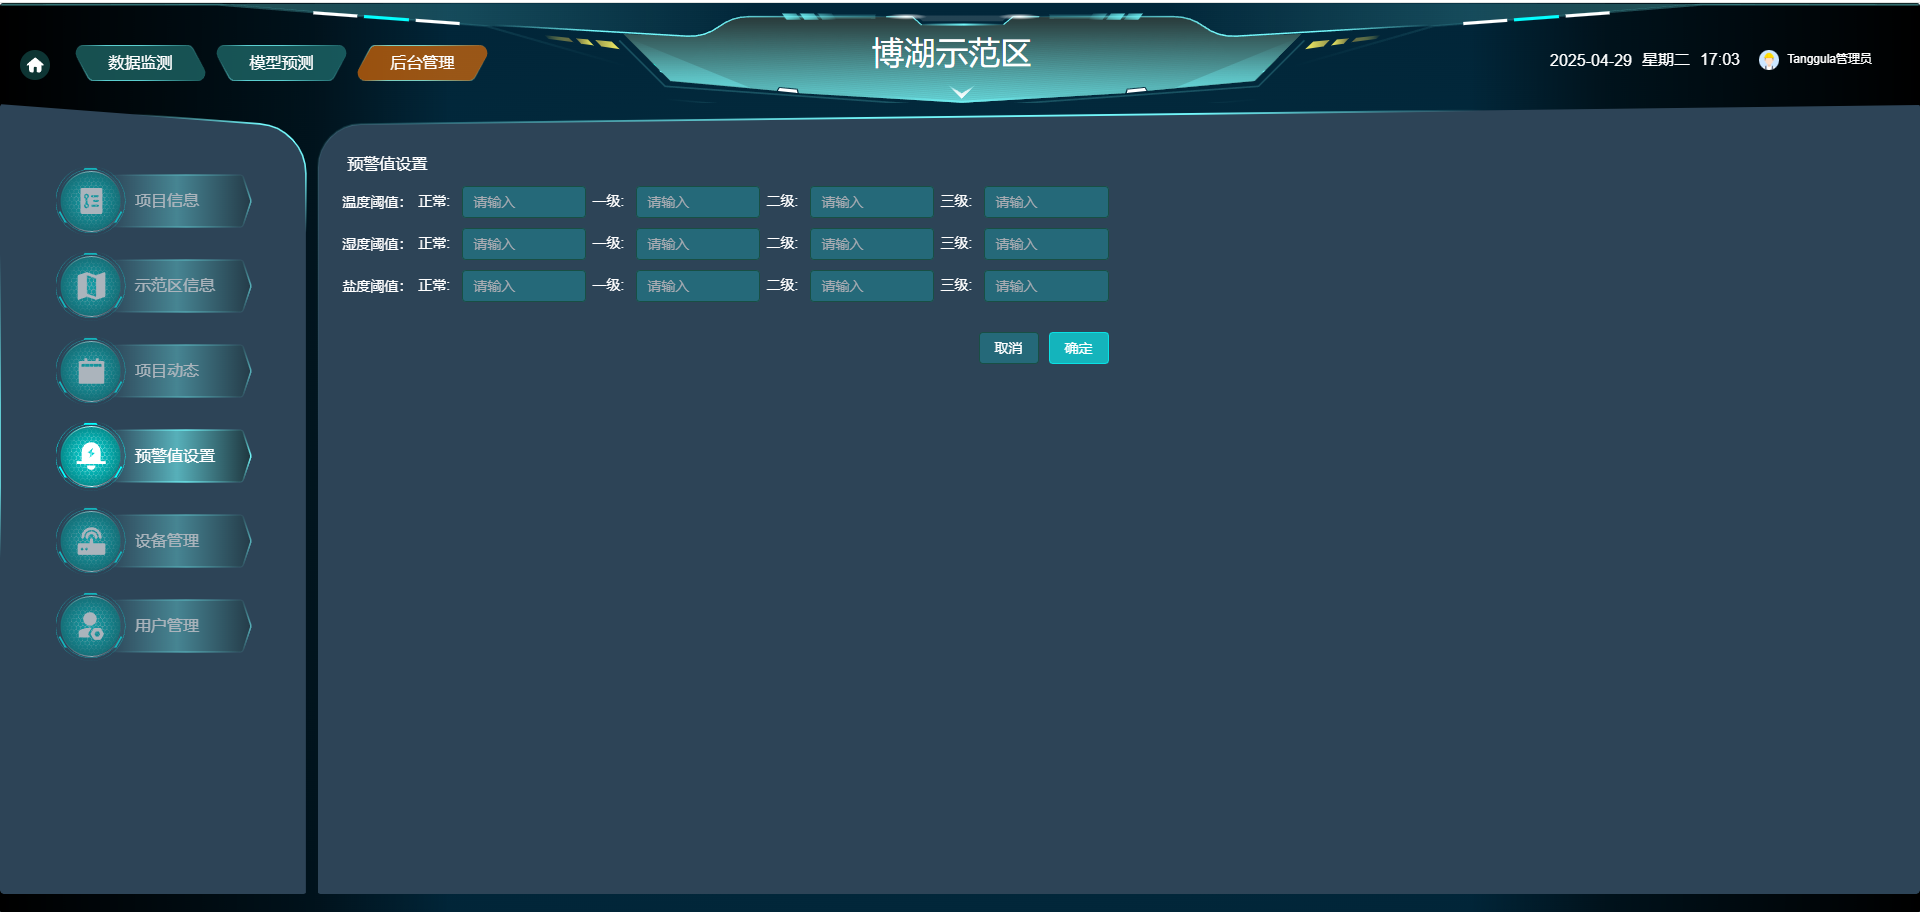 数据监测 模型预测 后台管理
博湖示范区
2025-04-29 星期二 17:03 Tanggula管理员
项目信息
示范区信息
项目动态
预警值设置
设备管理
用户管理
预警值设置
温度阈值: 正常: 请输入 一级: 请输入 二级: 请输入 三级: 请输入
湿度阈值: 正常: 请输入 一级: 请输入 二级: 请输入 三级: 请输入
盐度阈值: 正常: 请输入 一级: 请输入 二级: 请输入 三级: 请输入
取消 确定